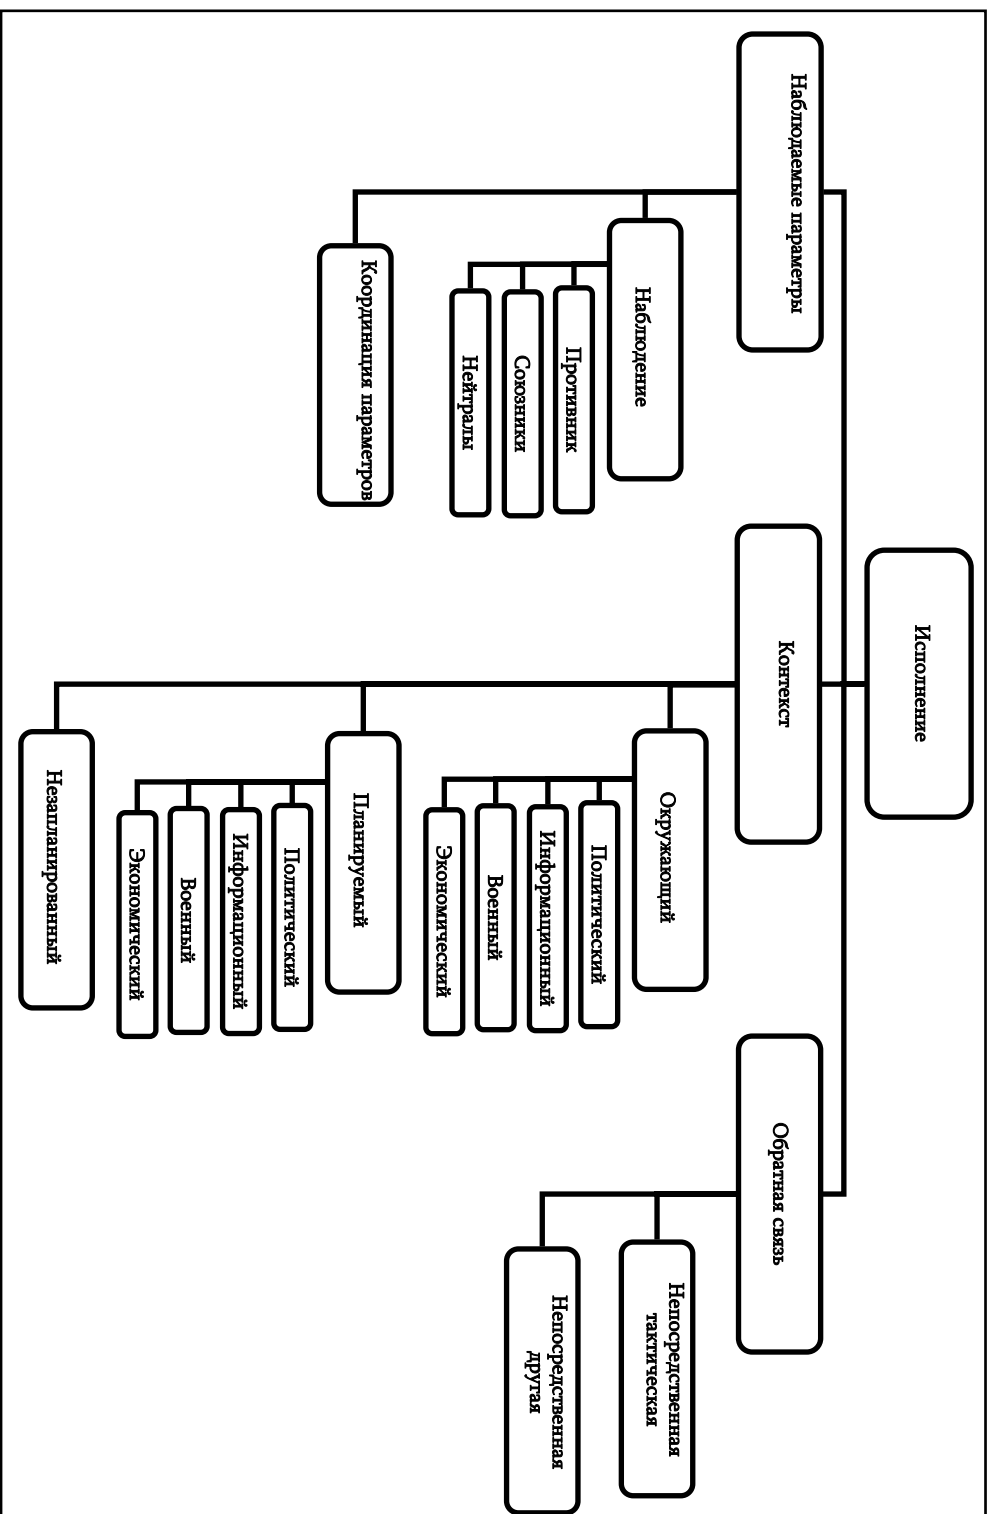 Исполнение
Наблюдаемые параметры
Наблюдение
Противник
Союзники
Нейтралы
Координация параметров
Контекст
Окружающий
Политический
Информационный
Военный
Экономический
Планируемый
Политический
Информационный
Военный
Экономический
Незапланированный
Обратная связь
Непосредственная
тактическая
Непосредственная
другая